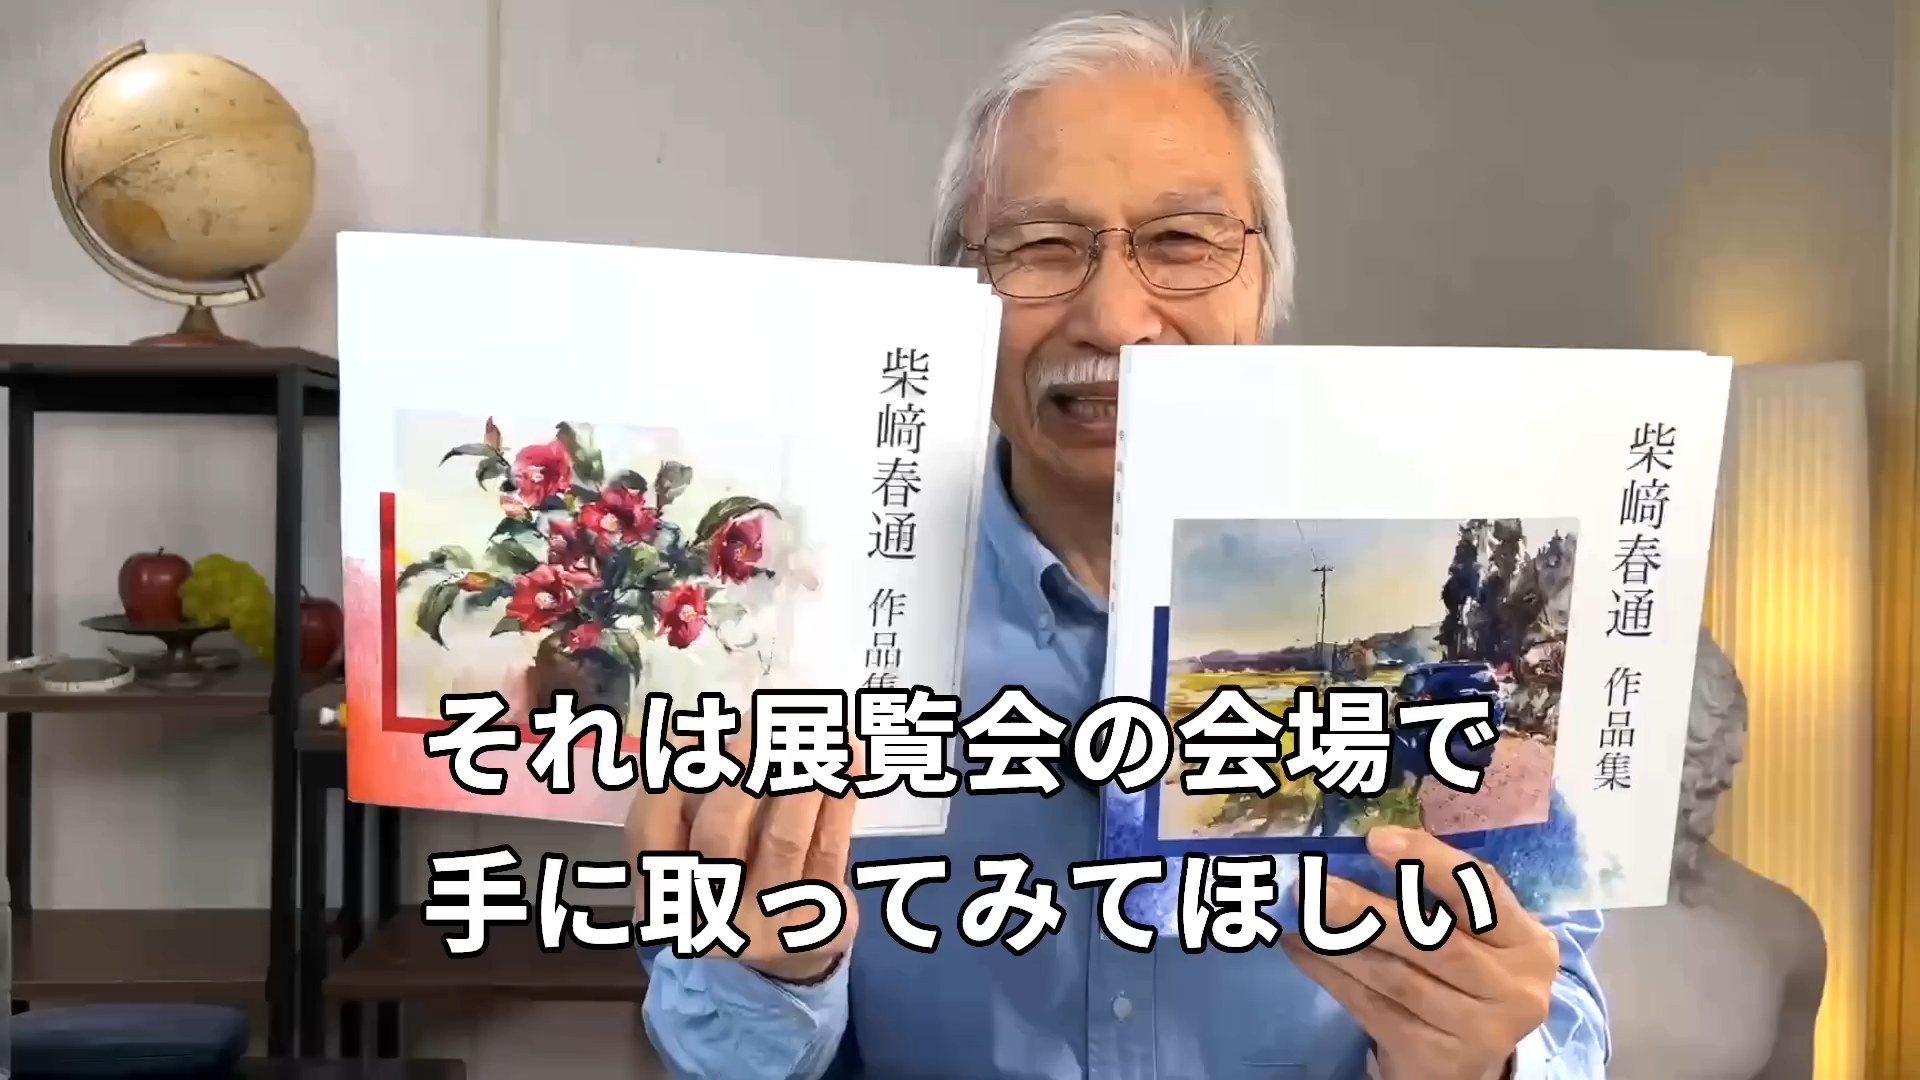 柴﨑春通 作品集
柴﨑春通 作品集
それは展覧会の会場で
手に取ってみてほしい